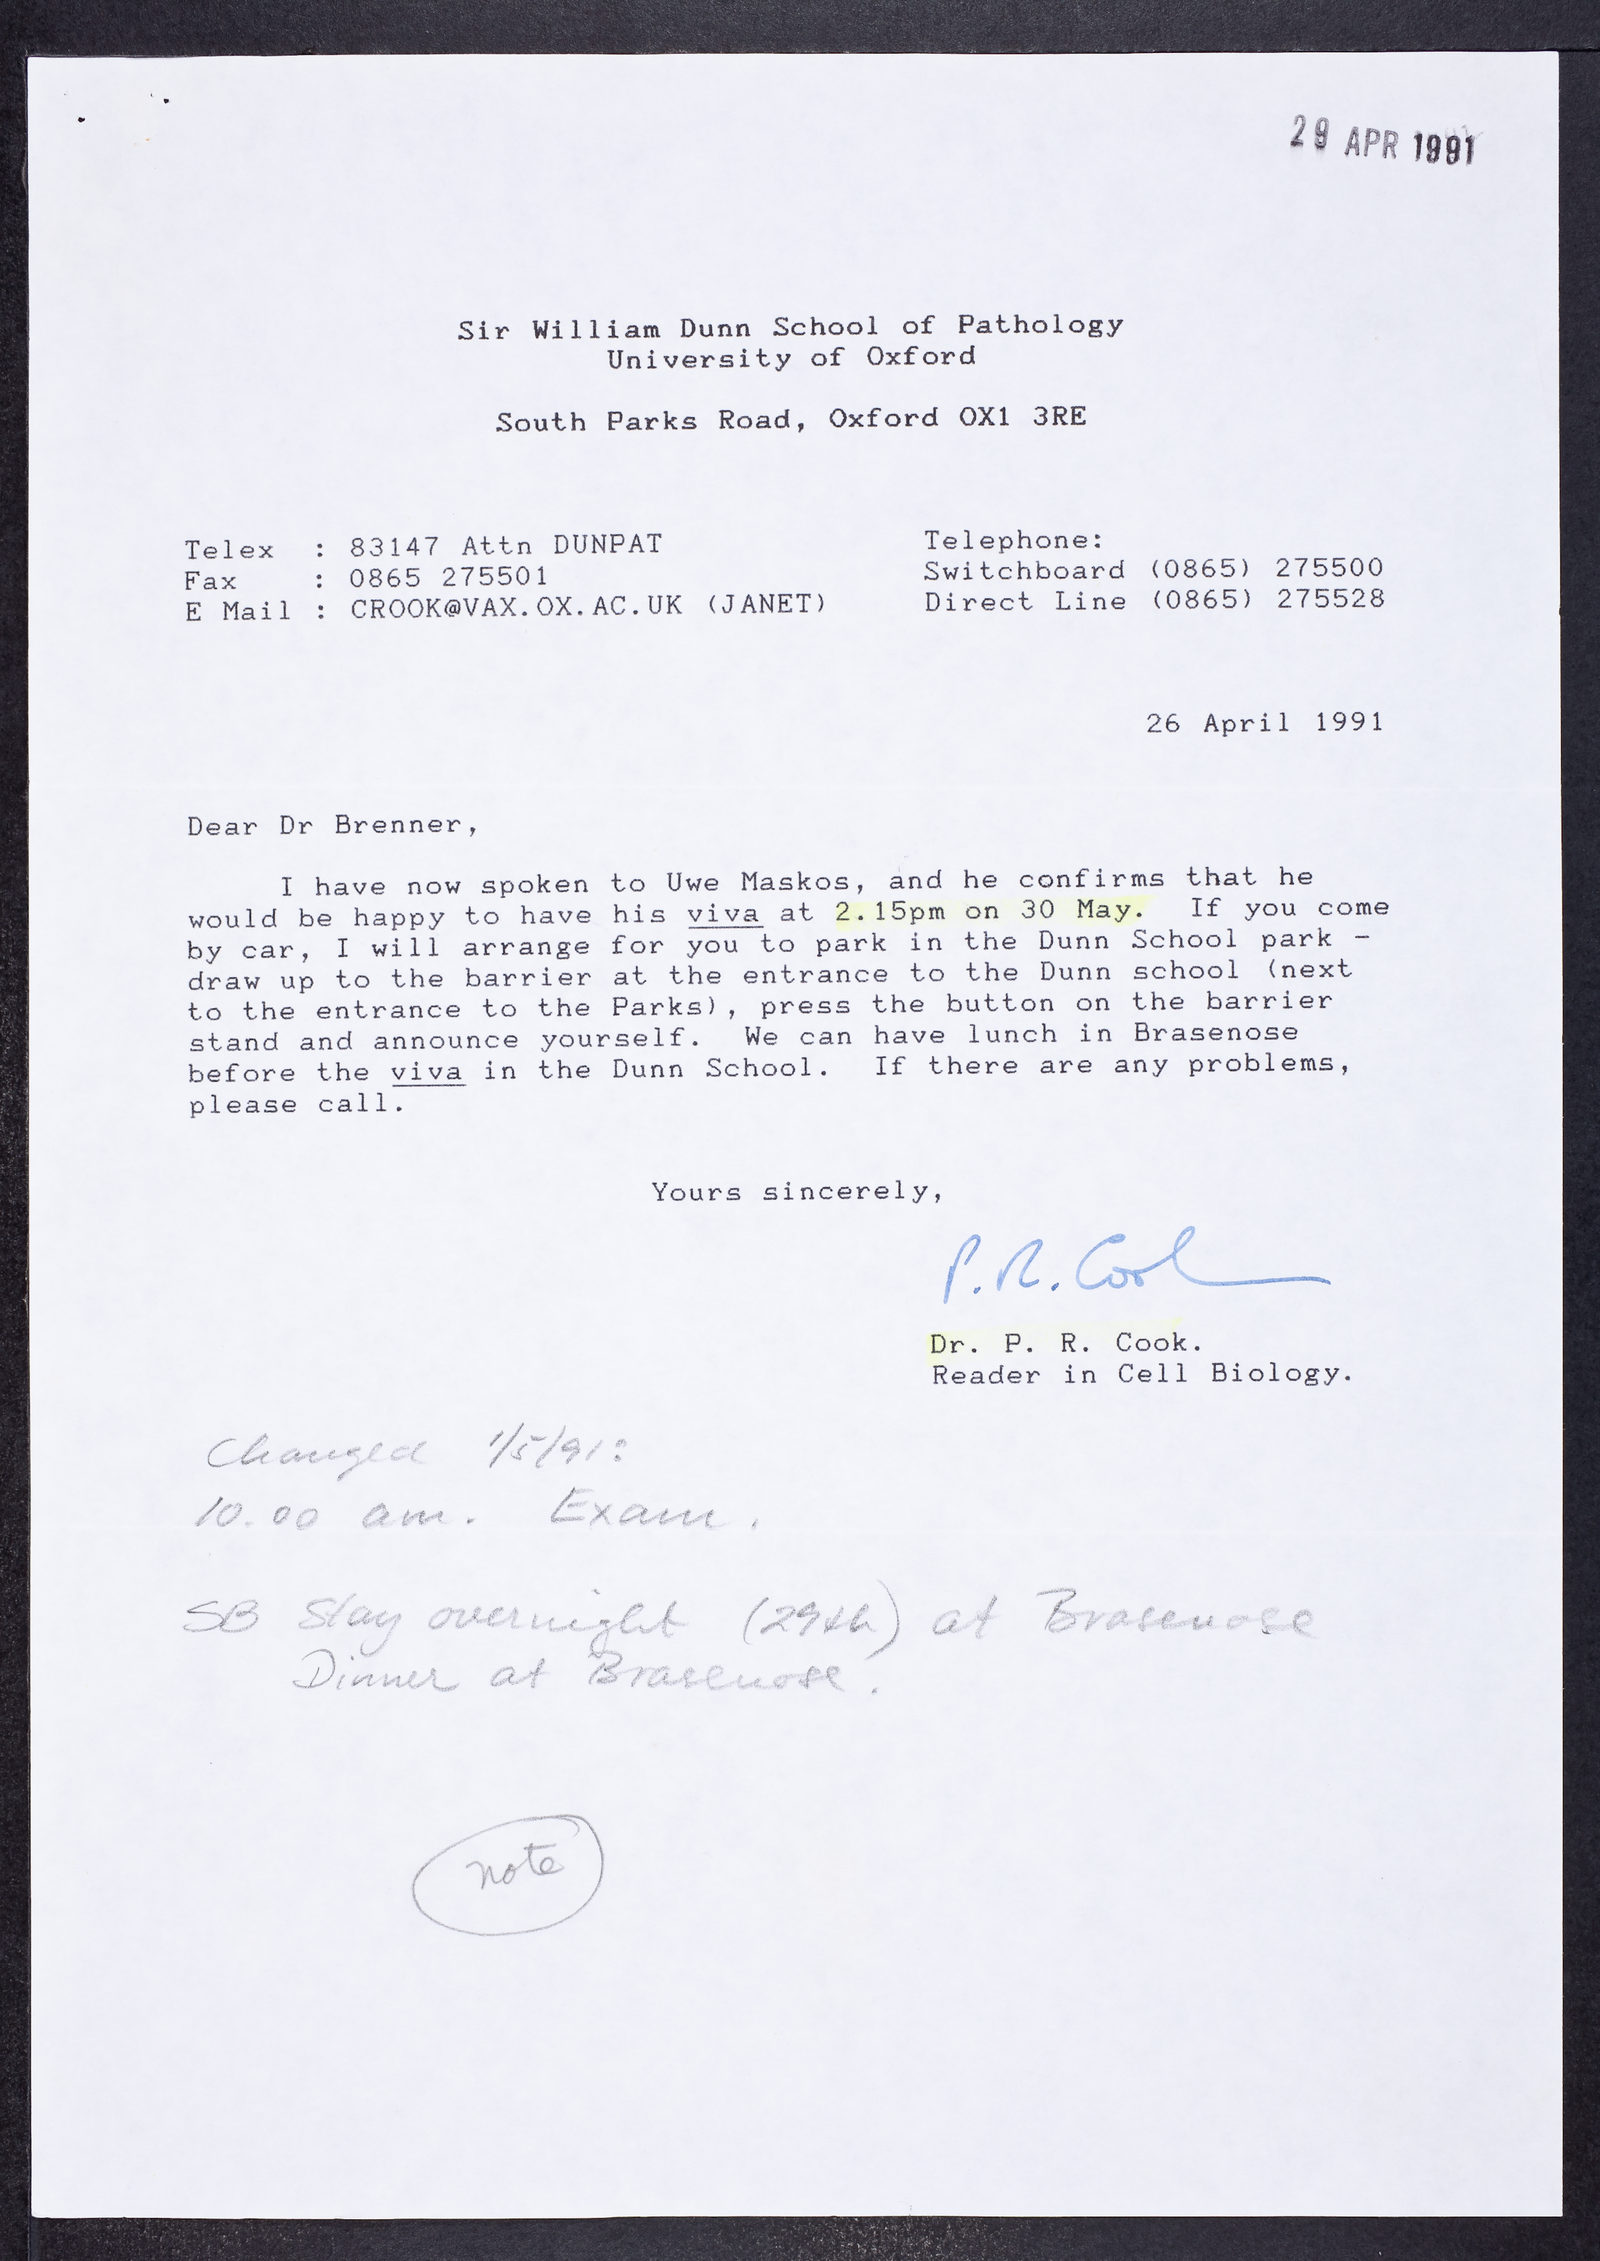 29 APR 1991
Sir William Dunn School of Pathology
University of Oxford
South Parks Road, Oxford OX1 3RE
Telex : 83147 Attn DUNPAT
Fax : 0865 275501
E Mail : CROOK@VAX.OX.AC.UK (JANET)
Telephone:
Switchboard (0865) 275500
Direct Line (0865) 275528
26 April 1991
Dear Dr Brenner,
I have now spoken to Uwe Maskos, and he confirms that he
would be happy to have his viva at 2.15pm on 30 May. If you come
by car, I will arrange for you to park in the Dunn School park -
draw up to the barrier at the entrance to the Dunn school (next
to the entrance to the Parks), press the button on the barrier
stand and announce yourself. We can have lunch in Brasenose
before the viva in the Dunn School. If there are any problems,
please call.
Yours sincerely,
P.R. Cook
Dr. P. R. Cook.
Reader in Cell Biology.
Changed 1/5/91:
10.00 am. Exam.
SB Stay overnight (29th) at Brasenose
Dinner at Brasenose.
note